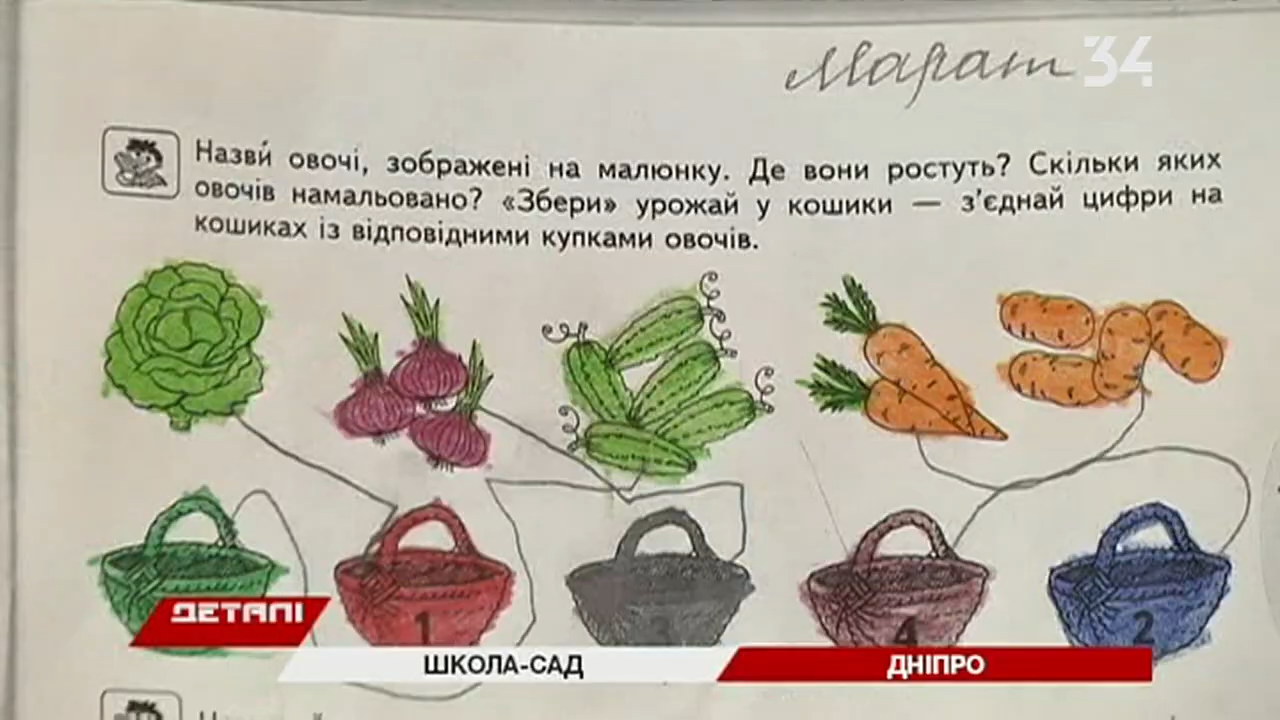 Марат
34
Назви́ овочі, зображені на малюнку. Де вони ростуть? Скільки яких
овочів намальовано? «Збери» урожай у кошики — з'єднай цифри на
кошиках із відповідними купками овочів.
1
3
4
2
ДЕТАЛІ
ШКОЛА-САД
ДНІПРО